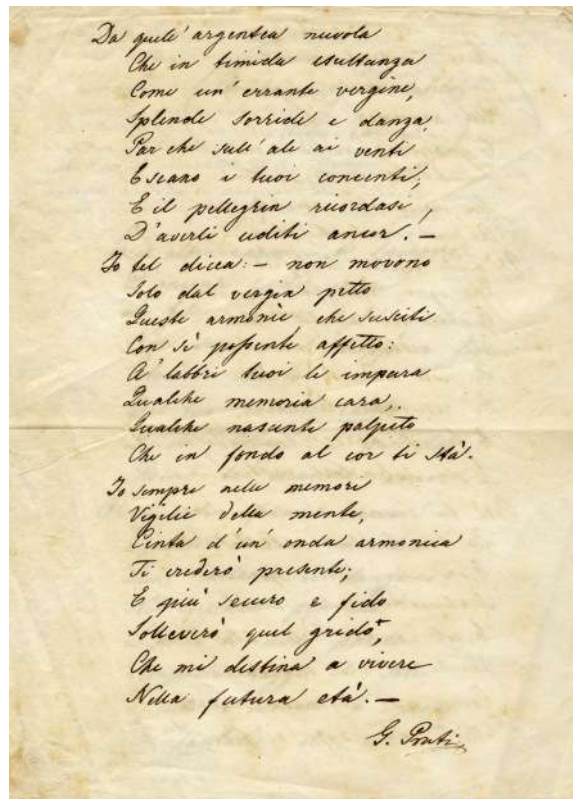 Da quell' argentea nuvola
Che in timida esultanza
Come un' errante vergine,
Splende sorride e danza,
Par che sull' ale ai venti
Escano i tuoi concenti,
E il pellegrin ricordasi,
D'averli uditi ancor. —
Io tel dicea: — non movono
Solo dal vergin petto
Queste armonie che susciti
Con sì possente affetto:
A' labbri tuoi le impara
Qualche memoria cara,
Qualche nascente palpito
Che in fondo al cor ti stà.
Io sempre nelle memori
Vigilie della mente,
Cinta d'un' onda armonica
Ti crederò presente;
E più securo e fido
Solleverò quel grido,
Che mi destina a vivere
Nella futura età. —
G. Prati